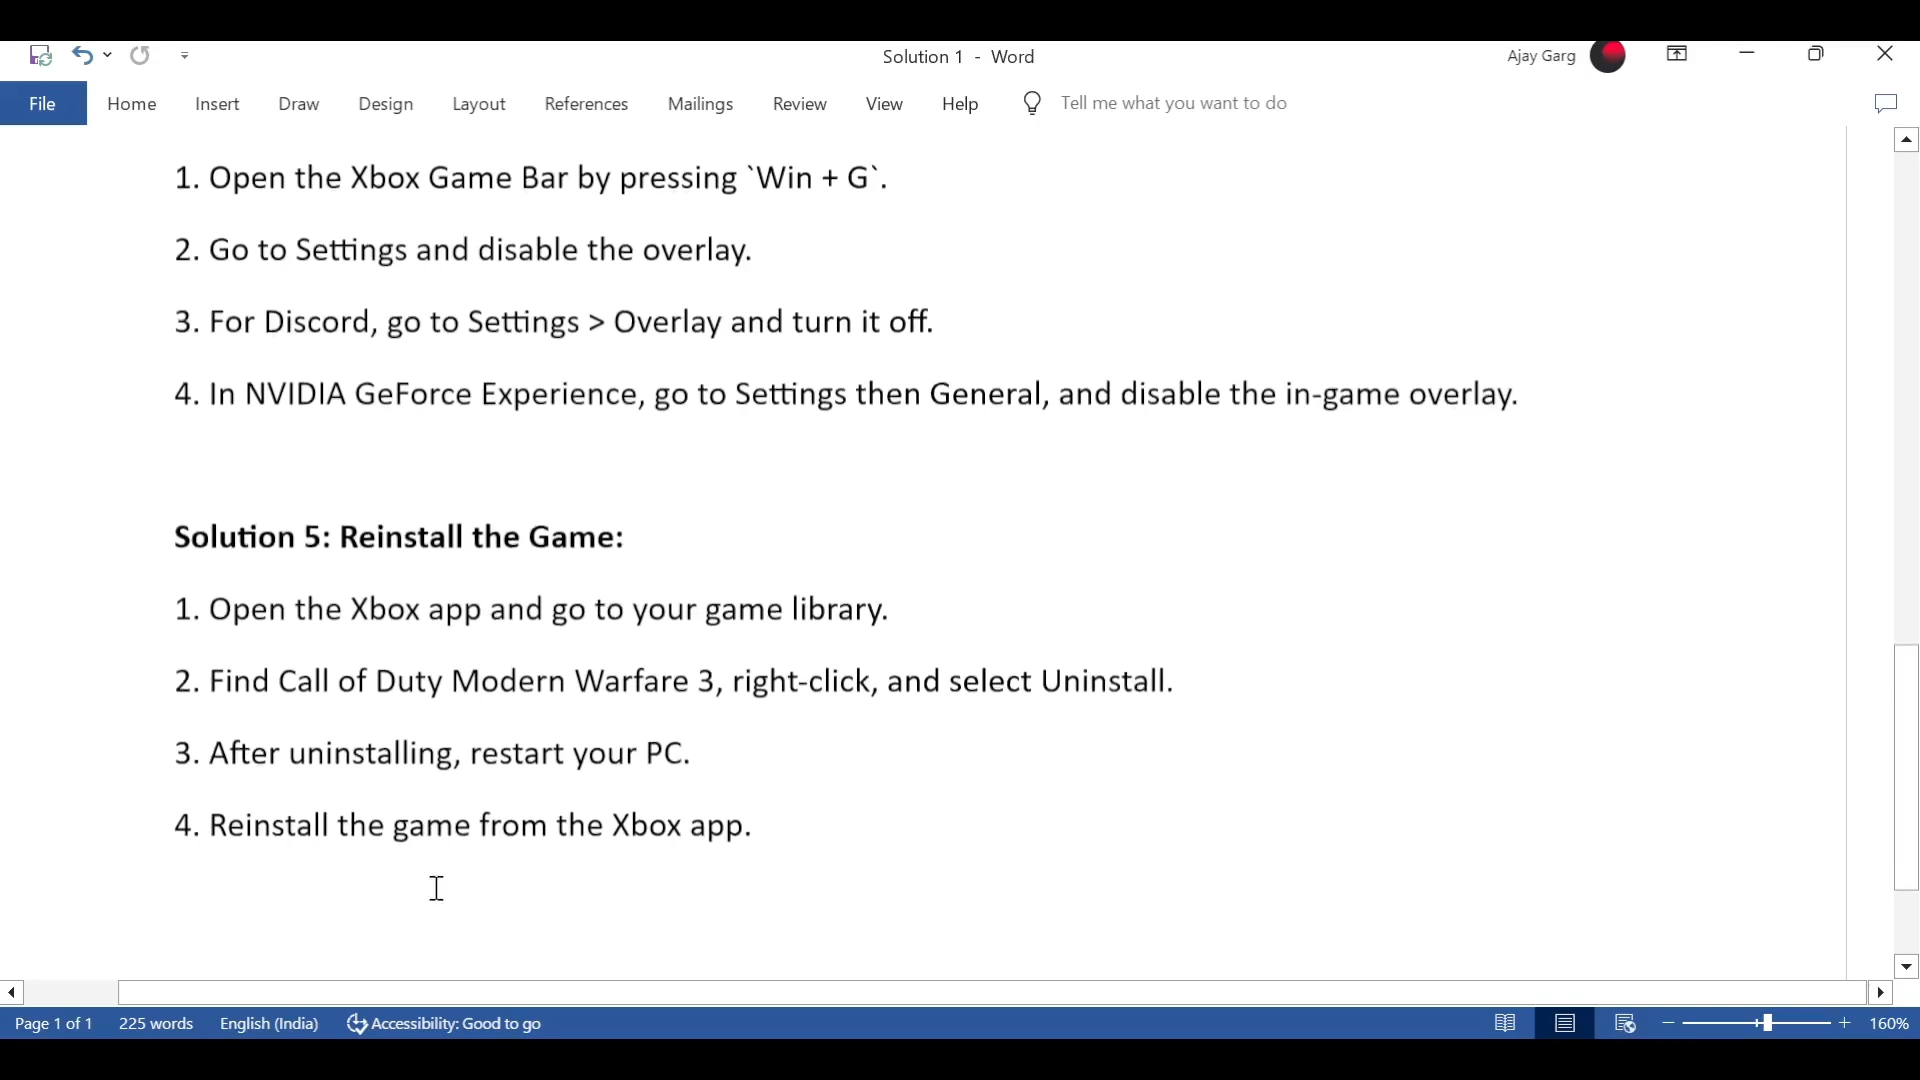 Solution 1 - Word
Ajay Garg
File Home Insert Draw Design Layout References Mailings Review View Help Tell me what you want to do
1. Open the Xbox Game Bar by pressing `Win + G`.
2. Go to Settings and disable the overlay.
3. For Discord, go to Settings > Overlay and turn it off.
4. In NVIDIA GeForce Experience, go to Settings then General, and disable the in-game overlay.
Solution 5: Reinstall the Game:
1. Open the Xbox app and go to your game library.
2. Find Call of Duty Modern Warfare 3, right-click, and select Uninstall.
3. After uninstalling, restart your PC.
4. Reinstall the game from the Xbox app.
Page 1 of 1 225 words English (India) Accessibility: Good to go 160%